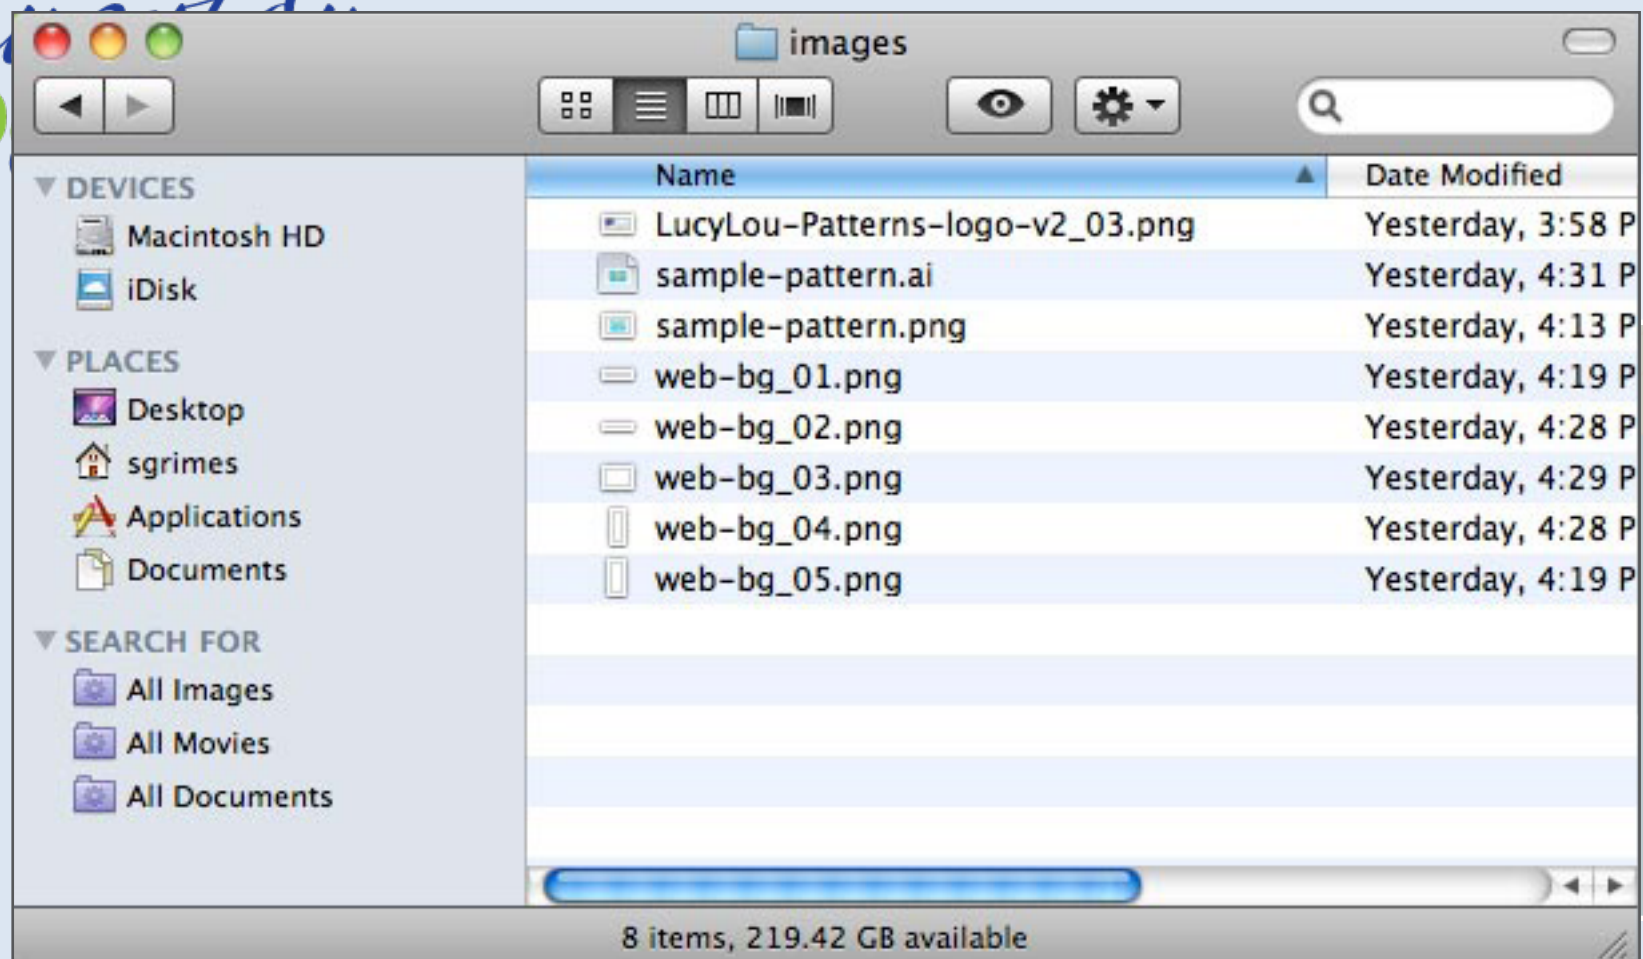 images
DEVICES
Macintosh HD
iDisk
PLACES
Desktop
sgrimes
Applications
Documents
SEARCH FOR
All Images
All Movies
All Documents
Name Date Modified
LucyLou-Patterns-logo-v2_03.png Yesterday, 3:58 P
sample-pattern.ai Yesterday, 4:31 P
sample-pattern.png Yesterday, 4:13 P
web-bg_01.png Yesterday, 4:19 P
web-bg_02.png Yesterday, 4:28 P
web-bg_03.png Yesterday, 4:29 P
web-bg_04.png Yesterday, 4:28 P
web-bg_05.png Yesterday, 4:19 P
8 items, 219.42 GB available